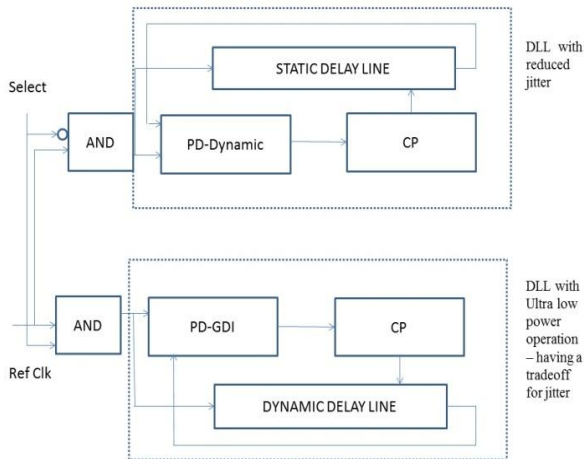 DLL with
reduced
jitter
STATIC DELAY LINE
Select
AND
PD-Dynamic
CP
DLL with
Ultra low
power
operation
– having a
tradeoff
for jitter
AND
PD-GDI
CP
Ref Clk
DYNAMIC DELAY LINE